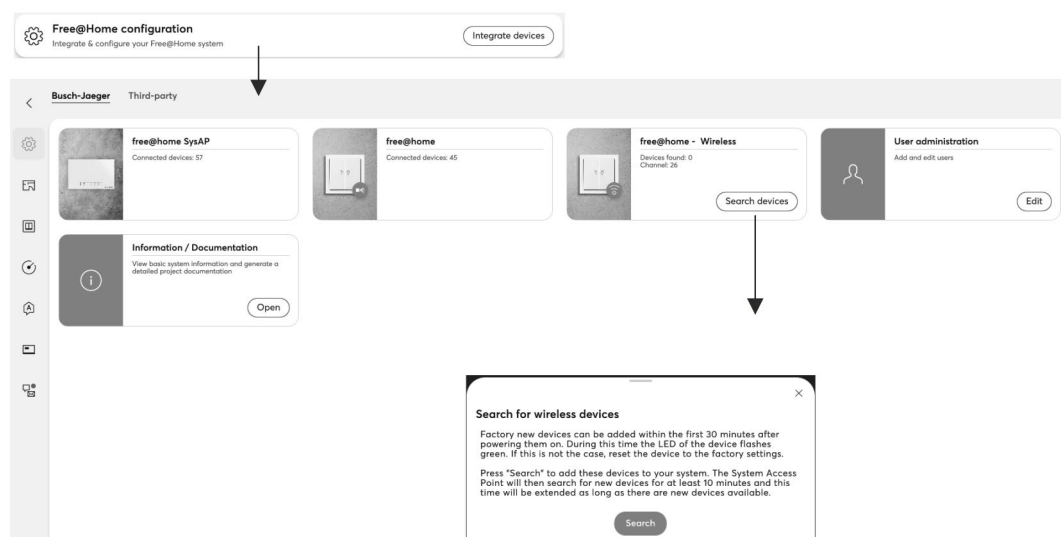 Free@Home configuration
Integrate & configure your Free@Home system
Integrate devices
Busch-Jaeger
Third-party
free@home SysAP
Connected devices: 57
free@home
Connected devices: 45
free@home - Wireless
Devices found: 0
Channel: 26
Search devices
User administration
Add and edit users
Edit
Information / Documentation
View basic system information and generate a
detailed project documentation
Open
Search for wireless devices
Factory new devices can be added within the first 30 minutes after
powering them on. During this time the LED of the device flashes
green. If this is not the case, reset the device to the factory settings.
Press "Search" to add these devices to your system. The System Access
Point will then search for new devices for at least 10 minutes and this
time will be extended as long as there are new devices available.
Search